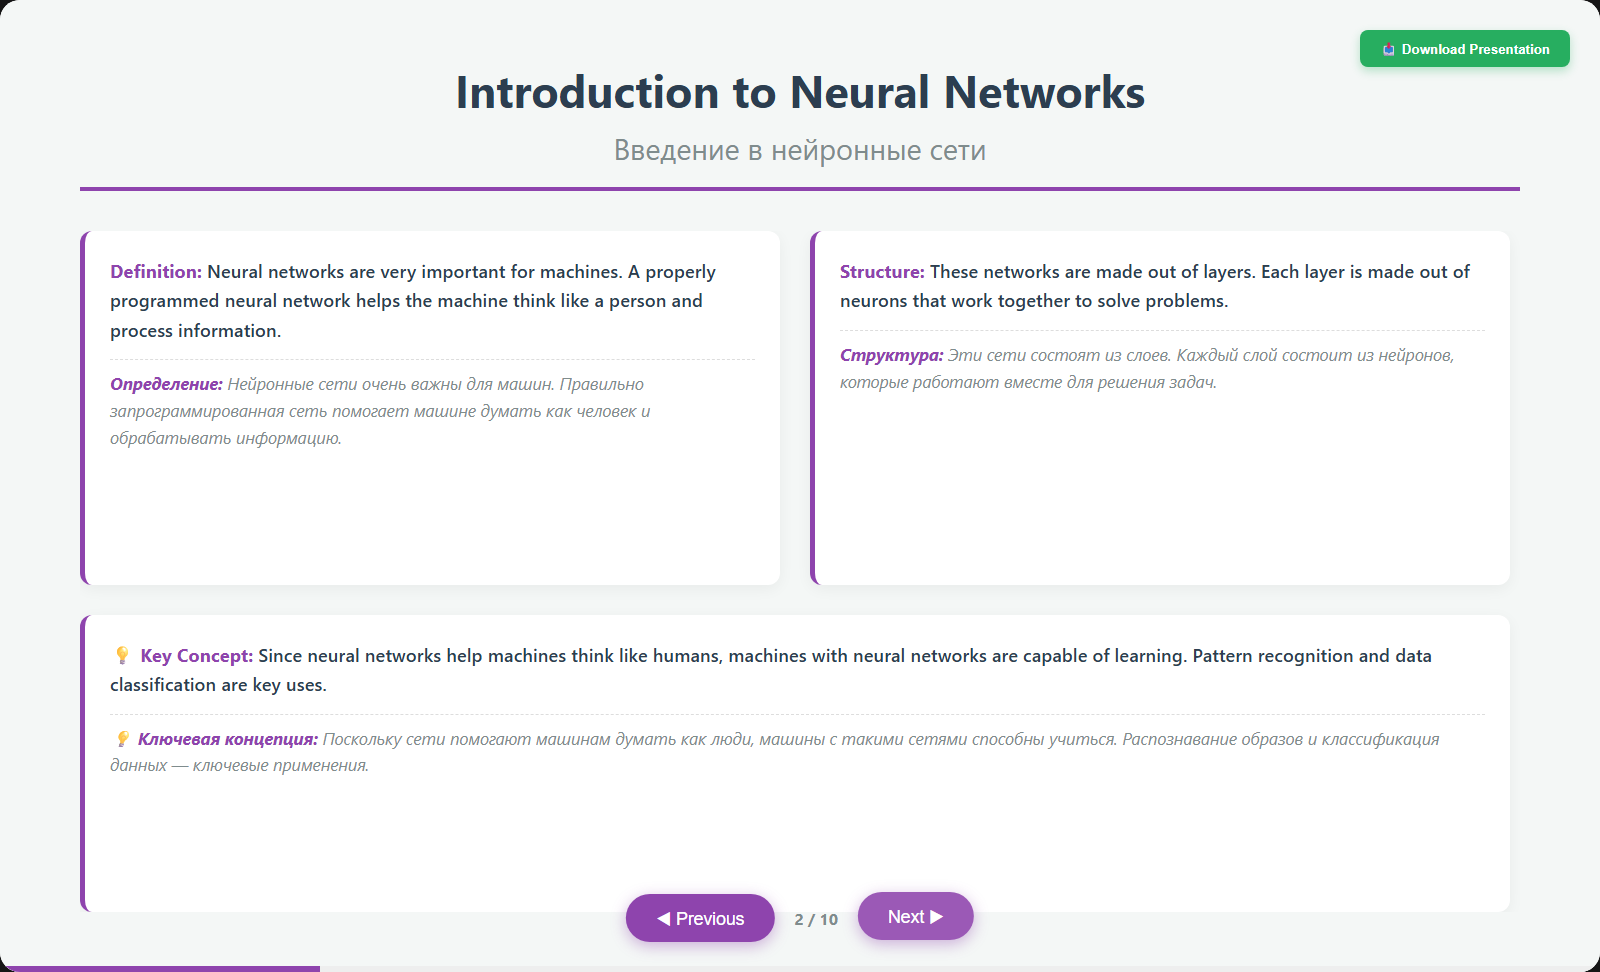 Download Presentation
Introduction to Neural Networks
Введение в нейронные сети
Definition: Neural networks are very important for machines. A properly
programmed neural network helps the machine think like a person and
process information.
Определение: Нейронные сети очень важны для машин. Правильно
запрограммированная сеть помогает машине думать как человек и
обрабатывать информацию.
Structure: These networks are made out of layers. Each layer is made out of
neurons that work together to solve problems.
Структура: Эти сети состоят из слоев. Каждый слой состоит из нейронов,
которые работают вместе для решения задач.
💡 Key Concept: Since neural networks help machines think like humans, machines with neural networks are capable of learning. Pattern recognition and data
classification are key uses.
💡 Ключевая концепция: Поскольку сети помогают машинам думать как люди, машины с такими сетями способны учиться. Распознавание образов и классификация
данных — ключевые применения.
◀ Previous
2 / 10
Next ▶